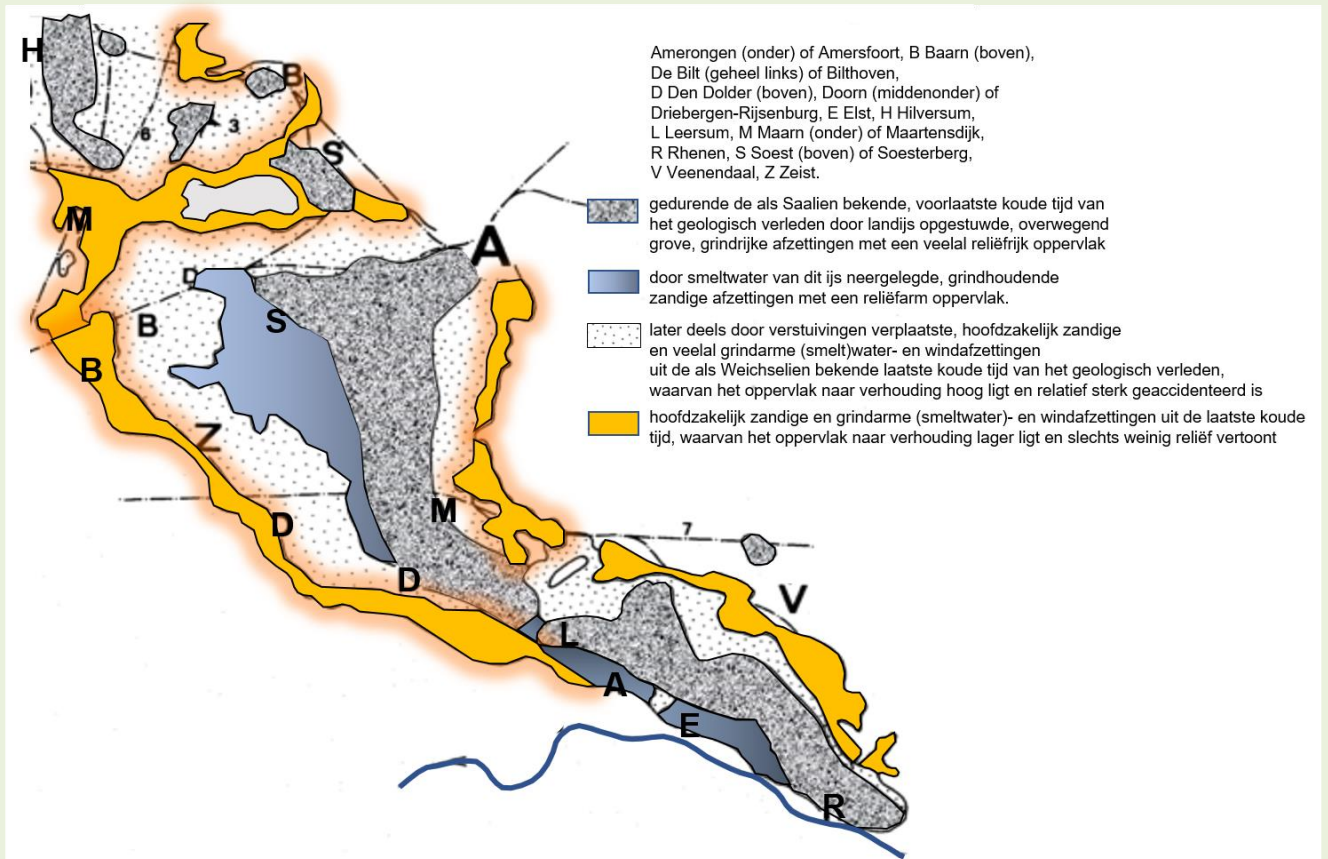 H
B
6
3
S
M
A
D
S
B
B
Z
M
D
D
7
V
L
A
E
R
Amerongen (onder) of Amersfoort, B Baarn (boven),
De Bilt (geheel links) of Bilthoven,
D Den Dolder (boven), Doorn (middenonder) of
Driebergen-Rijsenburg, E Elst, H Hilversum,
L Leersum, M Maarn (onder) of Maartensdijk,
R Rhenen, S Soest (boven) of Soesterberg,
V Veenendaal, Z Zeist.
gedurende de als Saalien bekende, voorlaatste koude tijd van
het geologisch verleden door landijs opgestuwde, overwegend
grove, grindrijke afzettingen met een veelal reliëfrijk oppervlak
door smeltwater van dit ijs neergelegde, grindhoudende
zandige afzettingen met een reliëfarm oppervlak.
later deels door verstuivingen verplaatste, hoofdzakelijk zandige
en veelal grindarme (smelt)water- en windafzettingen
uit de als Weichselien bekende laatste koude tijd van het geologisch verleden,
waarvan het oppervlak naar verhouding hoog ligt en relatief sterk geaccidenteerd is
hoofdzakelijk zandige en grindarme (smeltwater)- en windafzettingen uit de laatste koude
tijd, waarvan het oppervlak naar verhouding lager ligt en slechts weinig reliëf vertoont